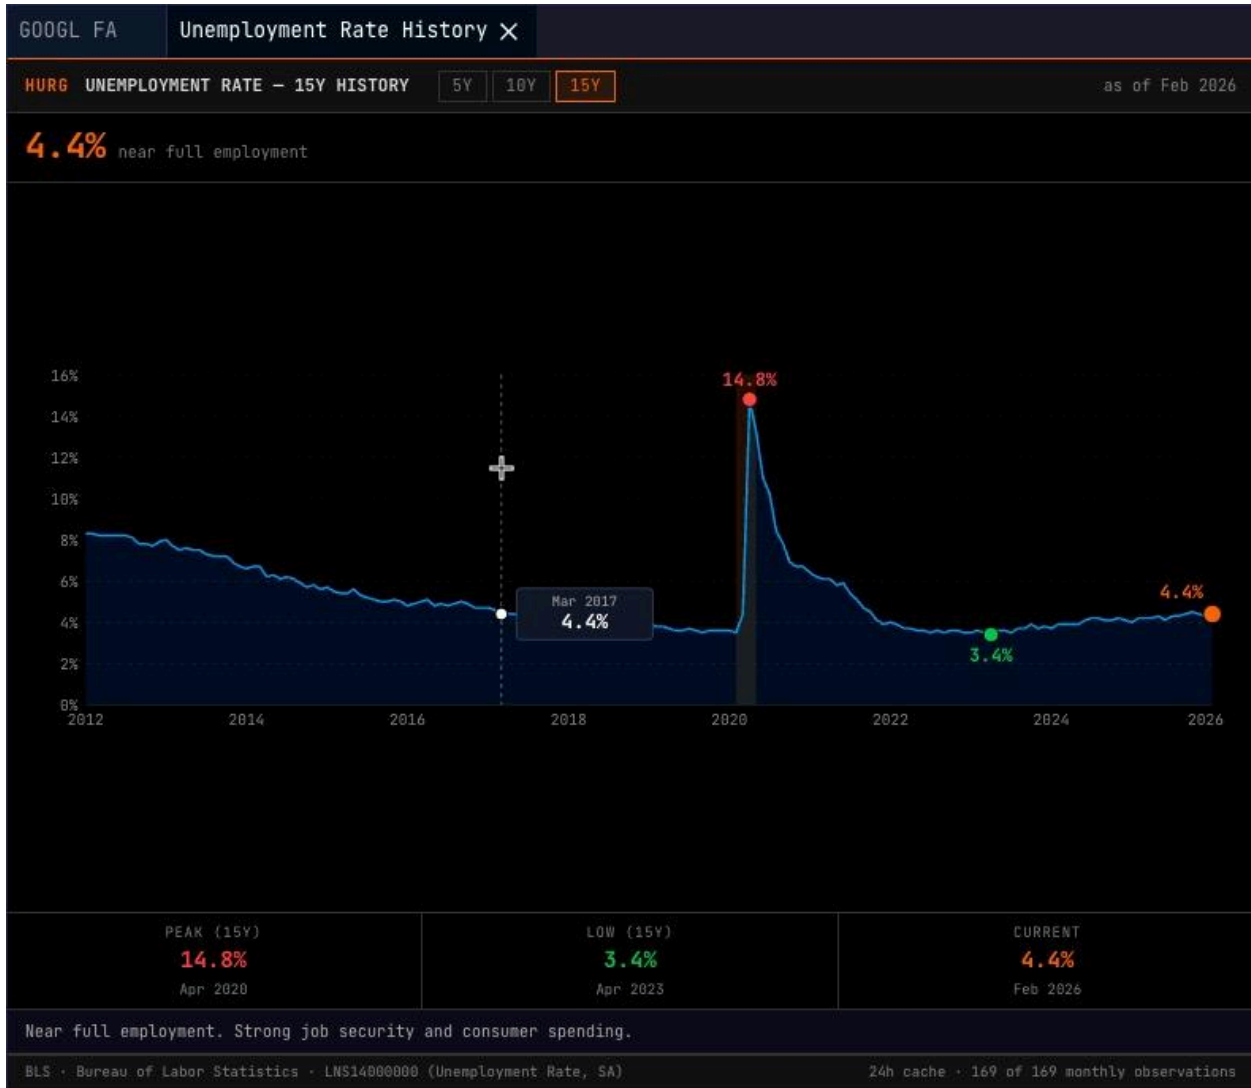 GOOGL FA
Unemployment Rate History ×
HURG UNEMPLOYMENT RAT— 15Y HISTORY 5Y 10Y 15Y as of Feb 2026
4.4% near full employment
16%
14%
12%
10%
8%
6%
4%
2%
0%
14.8%
Mar 2017
4.4%
3.4%
4.4%
2012 2014 2016 2018 2020 2022 2024 2026
PEAK (15Y)
14.8%
Apr 2020
LOW (15Y)
3.4%
Apr 2023
CURRENT
4.4%
Feb 2026
Near full employment. Strong job security and consumer spending.
BLS · Bureau of Labor Statistics · LNS14000000 (Unemployment Rate, SA)
24h cache · 169 of 169 monthly observations